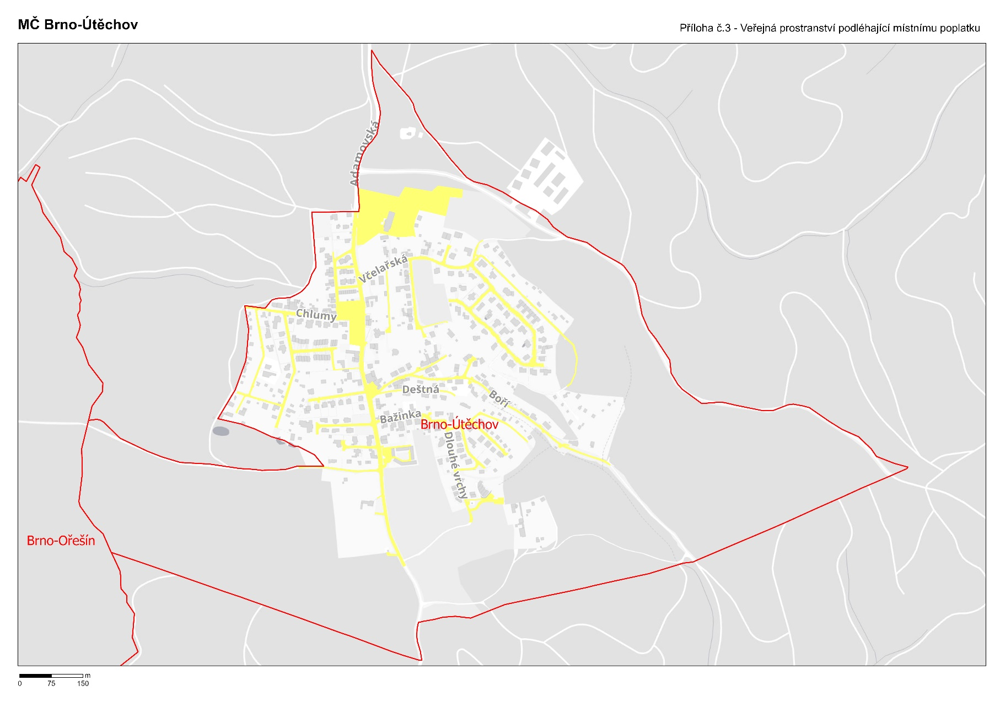 MČ Brno-Útěchov
Příloha č.3 - Veřejná prostranství podléhající místnímu poplatku
Adamovská
Včelařská
Chlumy
Deštná
Boří
Bažinka
Brno-Útěchov
Dlouhé vrchy
Brno-Ořešín
m
0 75 150